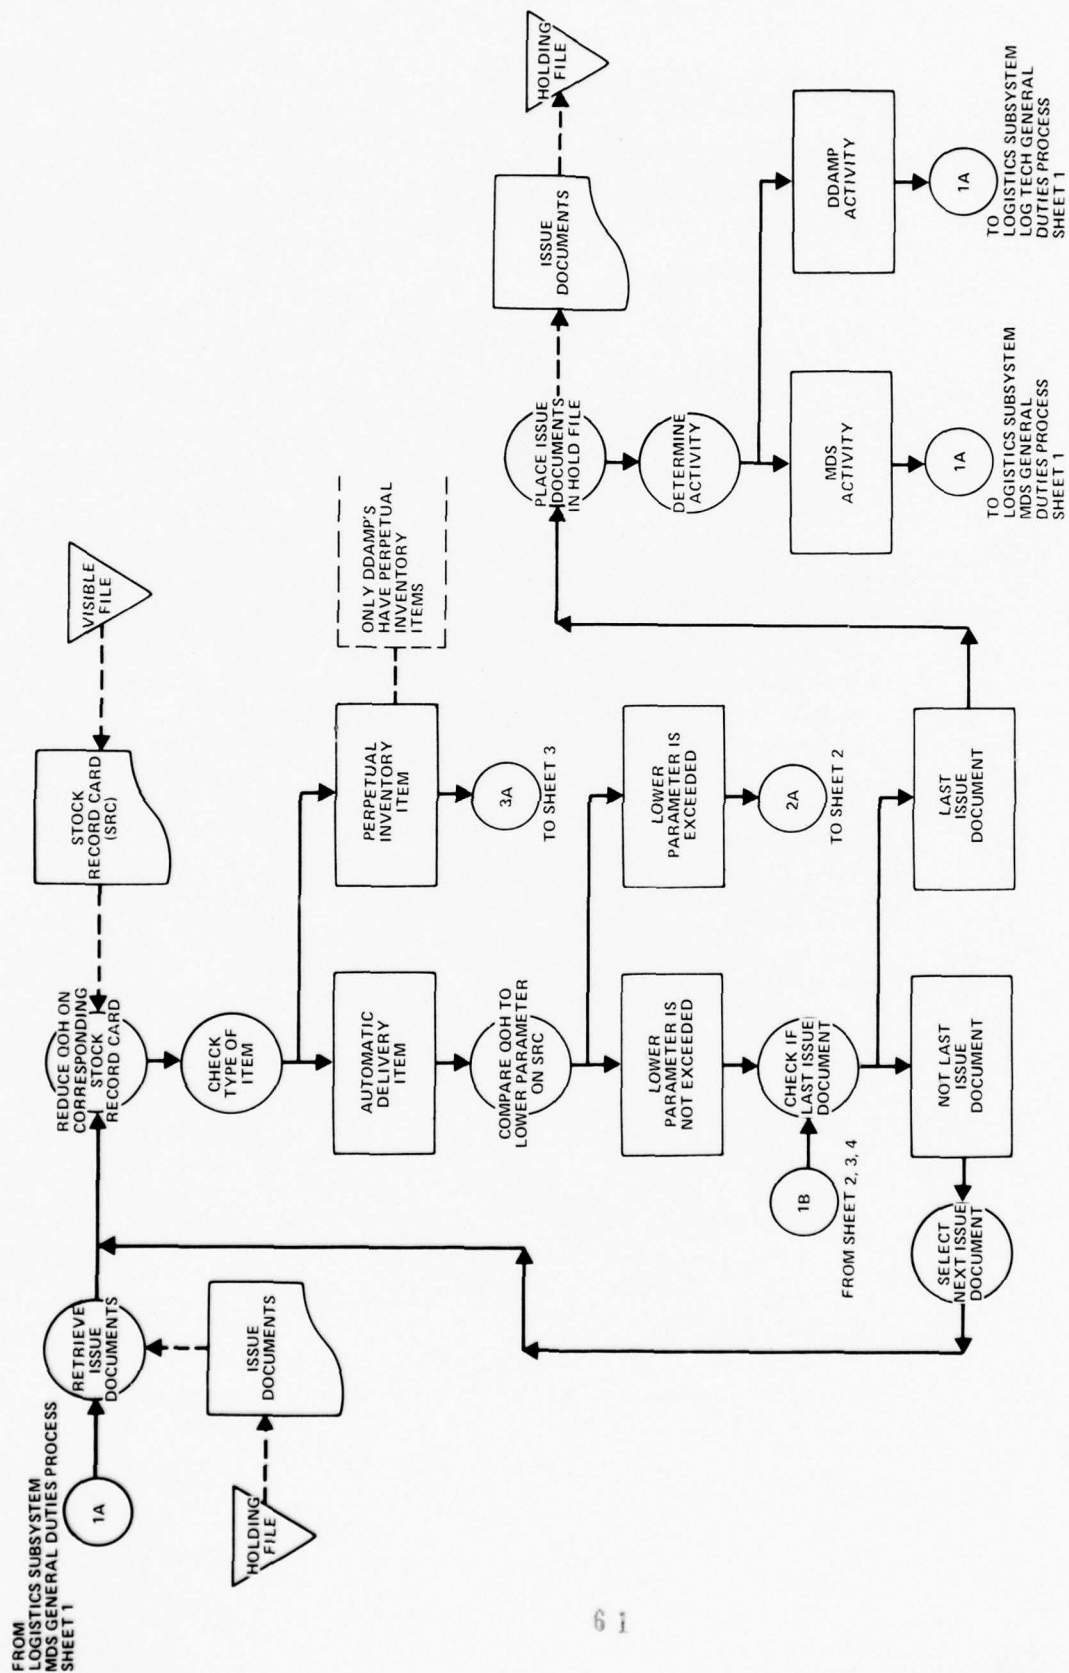 FROM
LOGISTICS SUBSYSTEM
MDS GENERAL DUTIES PROCESS
SHEET 1
1A
RETRIEVE
ISSUE
DOCUMENTS
HOLDING
FILE
ISSUE
DOCUMENTS
REDUCE QOH ON
CORRESPONDING
STOCK
RECORD CARD
STOCK
RECORD CARD
(SRC)
VISIBLE
FILE
CHECK
TYPE OF
ITEM
AUTOMATIC
DELIVERY
ITEM
PERPETUAL
INVENTORY
ITEM
ONLY DDAMP'S
HAVE PERPETUAL
INVENTORY
ITEMS
3A
TO SHEET 3
COMPARE QOH TO
LOWER PARAMETER
ON SRC
LOWER
PARAMETER IS
NOT EXCEEDED
LOWER
PARAMETER IS
EXCEEDED
2A
TO SHEET 2
1B
FROM SHEET 2, 3, 4
CHECK IF
LAST ISSUE
DOCUMENT
NOT LAST
ISSUE
DOCUMENT
LAST
ISSUE
DOCUMENT
SELECT
NEXT ISSUE
DOCUMENT
PLACE ISSUE
DOCUMENTS
IN HOLD FILE
ISSUE
DOCUMENTS
HOLDING
FILE
DETERMINE
ACTIVITY
MDS
ACTIVITY
DDAMP
ACTIVITY
1A
TO
LOGISTICS SUBSYSTEM
MDS GENERAL
DUTIES PROCESS
SHEET 1
1A
TO
LOGISTICS SUBSYSTEM
LOG TECH GENERAL
DUTIES PROCESS
SHEET 1
61